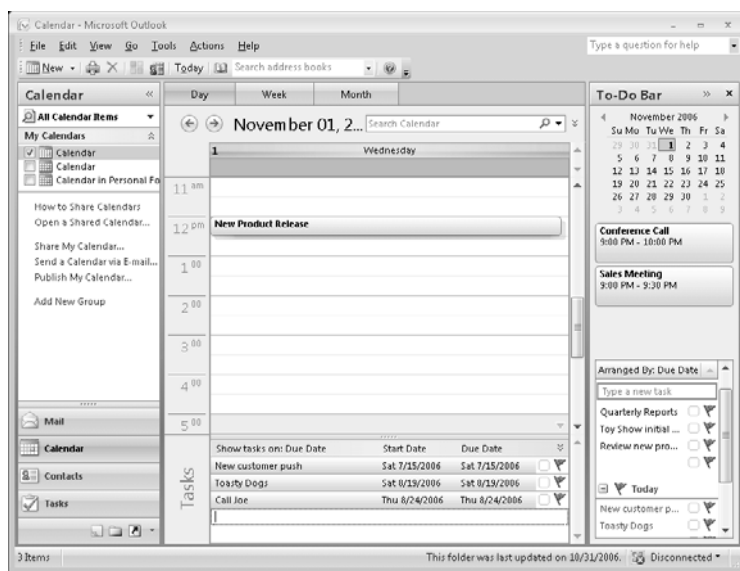 Calendar - Microsoft Outlook
File Edit View Go Tools Actions Help
Type a question for help
New Today Search address books
Calendar «
All Calendar Items
My Calendars
Calendar
Calendar
Calendar in Personal Fo
How to Share Calendars
Open a Shared Calendar...
Share My Calendar...
Send a Calendar via E-mail...
Publish My Calendar...
Add New Group
Mail
Calendar
Contacts
Tasks
Day Week Month
November 01, 2... Search Calendar
1 Wednesday
11 am
12 pm New Product Release
1 00
2 00
3 00
4 00
5 00
Tasks
Show tasks on: Due Date Start Date Due Date
New customer push Sat 7/15/2006 Sat 7/15/2006
Toasty Dogs Sat 8/19/2006 Sat 8/19/2006
Call Joe Thu 8/24/2006 Thu 8/24/2006
To-Do Bar » x
November 2006
Su Mo Tu We Th Fr Sa
29 30 31 1 2 3 4
5 6 7 8 9 10 11
12 13 14 15 16 17 18
19 20 21 22 23 24 25
26 27 28 29 30 1 2
3 4 5 6 7 8 9
Conference Call
9:00 PM - 10:00 PM
Sales Meeting
9:00 PM - 9:30 PM
Arranged By: Due Date
Type a new task
Quarterly Reports
Toy Show initial ...
Review new pro...
Today
New customer p...
Toasty Dogs
3 Items
This folder was last updated on 10/31/2006. Disconnected